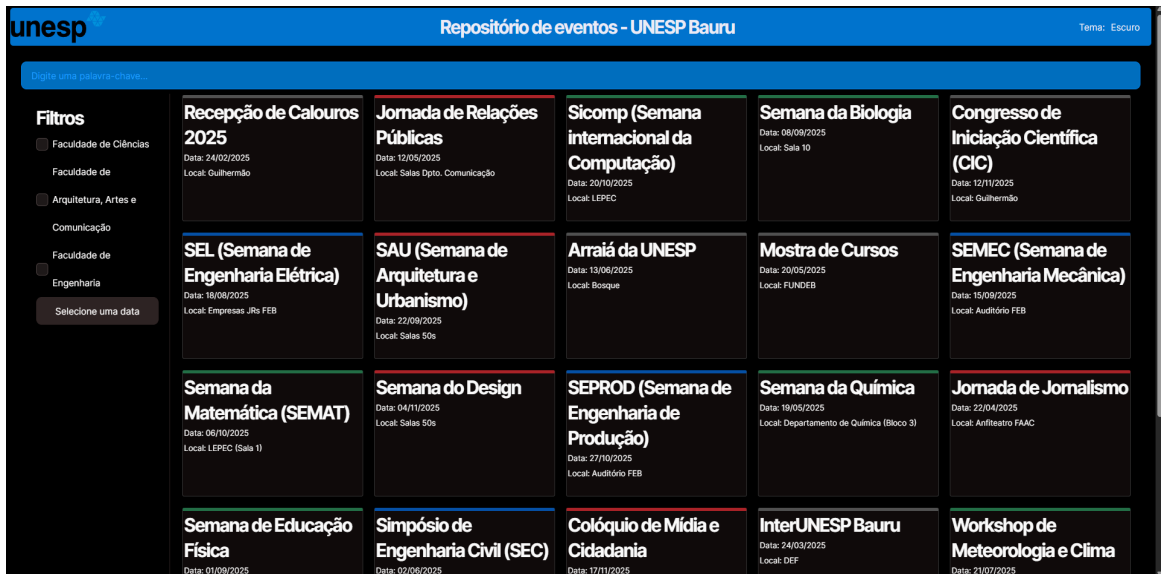 unesp
Repositório de eventos - UNESP Bauru
Tema: Escuro
Digite uma palavra-chave...
Filtros
Faculdade de Ciências
Faculdade de
Arquitetura, Artes e
Comunicação
Faculdade de
Engenharia
Selecione uma data
Recepção de Calouros
2025
Data: 24/02/2025
Local: Guilhermão
Jornada de Relações
Públicas
Data: 12/05/2025
Local: Salas Dpto. Comunicação
Sicomp (Semana
internacional da
Computação)
Data: 20/10/2025
Local: LEPEC
Semana da Biologia
Data: 08/09/2025
Local: Sala 10
Congresso de
Iniciação Científica
(CIC)
Data: 12/11/2025
Local: Guilhermão
SEL (Semana de
Engenharia Elétrica)
Data: 18/08/2025
Local: Empresas JRs FEB
SAU (Semana de
Arquitetura e
Urbanismo)
Data: 22/09/2025
Local: Salas 50s
Arraiá da UNESP
Data: 13/06/2025
Local: Bosque
Mostra de Cursos
Data: 20/05/2025
Local: FUNDEB
SEMEC (Semana de
Engenharia Mecânica)
Data: 15/09/2025
Local: Auditório FEB
Semana da
Matemática (SEMAT)
Data: 06/10/2025
Local: LEPEC (Sala 1)
Semana do Design
Data: 04/11/2025
Local: Salas 50s
SEPROD (Semana de
Engenharia de
Produção)
Data: 27/10/2025
Local: Auditório FEB
Semana da Química
Data: 19/05/2025
Local: Departamento de Química (Bloco 3)
Jornada de Jornalismo
Data: 22/04/2025
Local: Anfiteatro FAAC
Semana de Educação
Física
Data: 01/09/2025
Simpósio de
Engenharia Civil (SEC)
Data: 02/06/2025
Colóquio de Mídia e
Cidadania
Data: 17/11/2025
InterUNESP Bauru
Data: 24/03/2025
Local: DEF
Workshop de
Meteorologia e Clima
Data: 21/07/2025